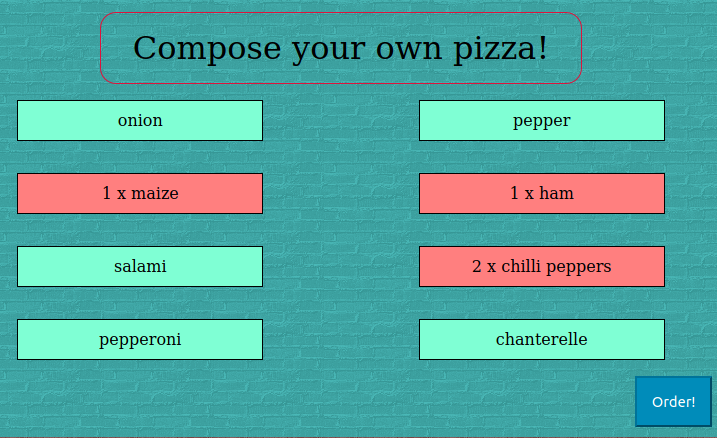 Compose your own pizza!
onion
pepper
1 x maize
1 x ham
salami
2 x chilli peppers
pepperoni
chanterelle
Order!